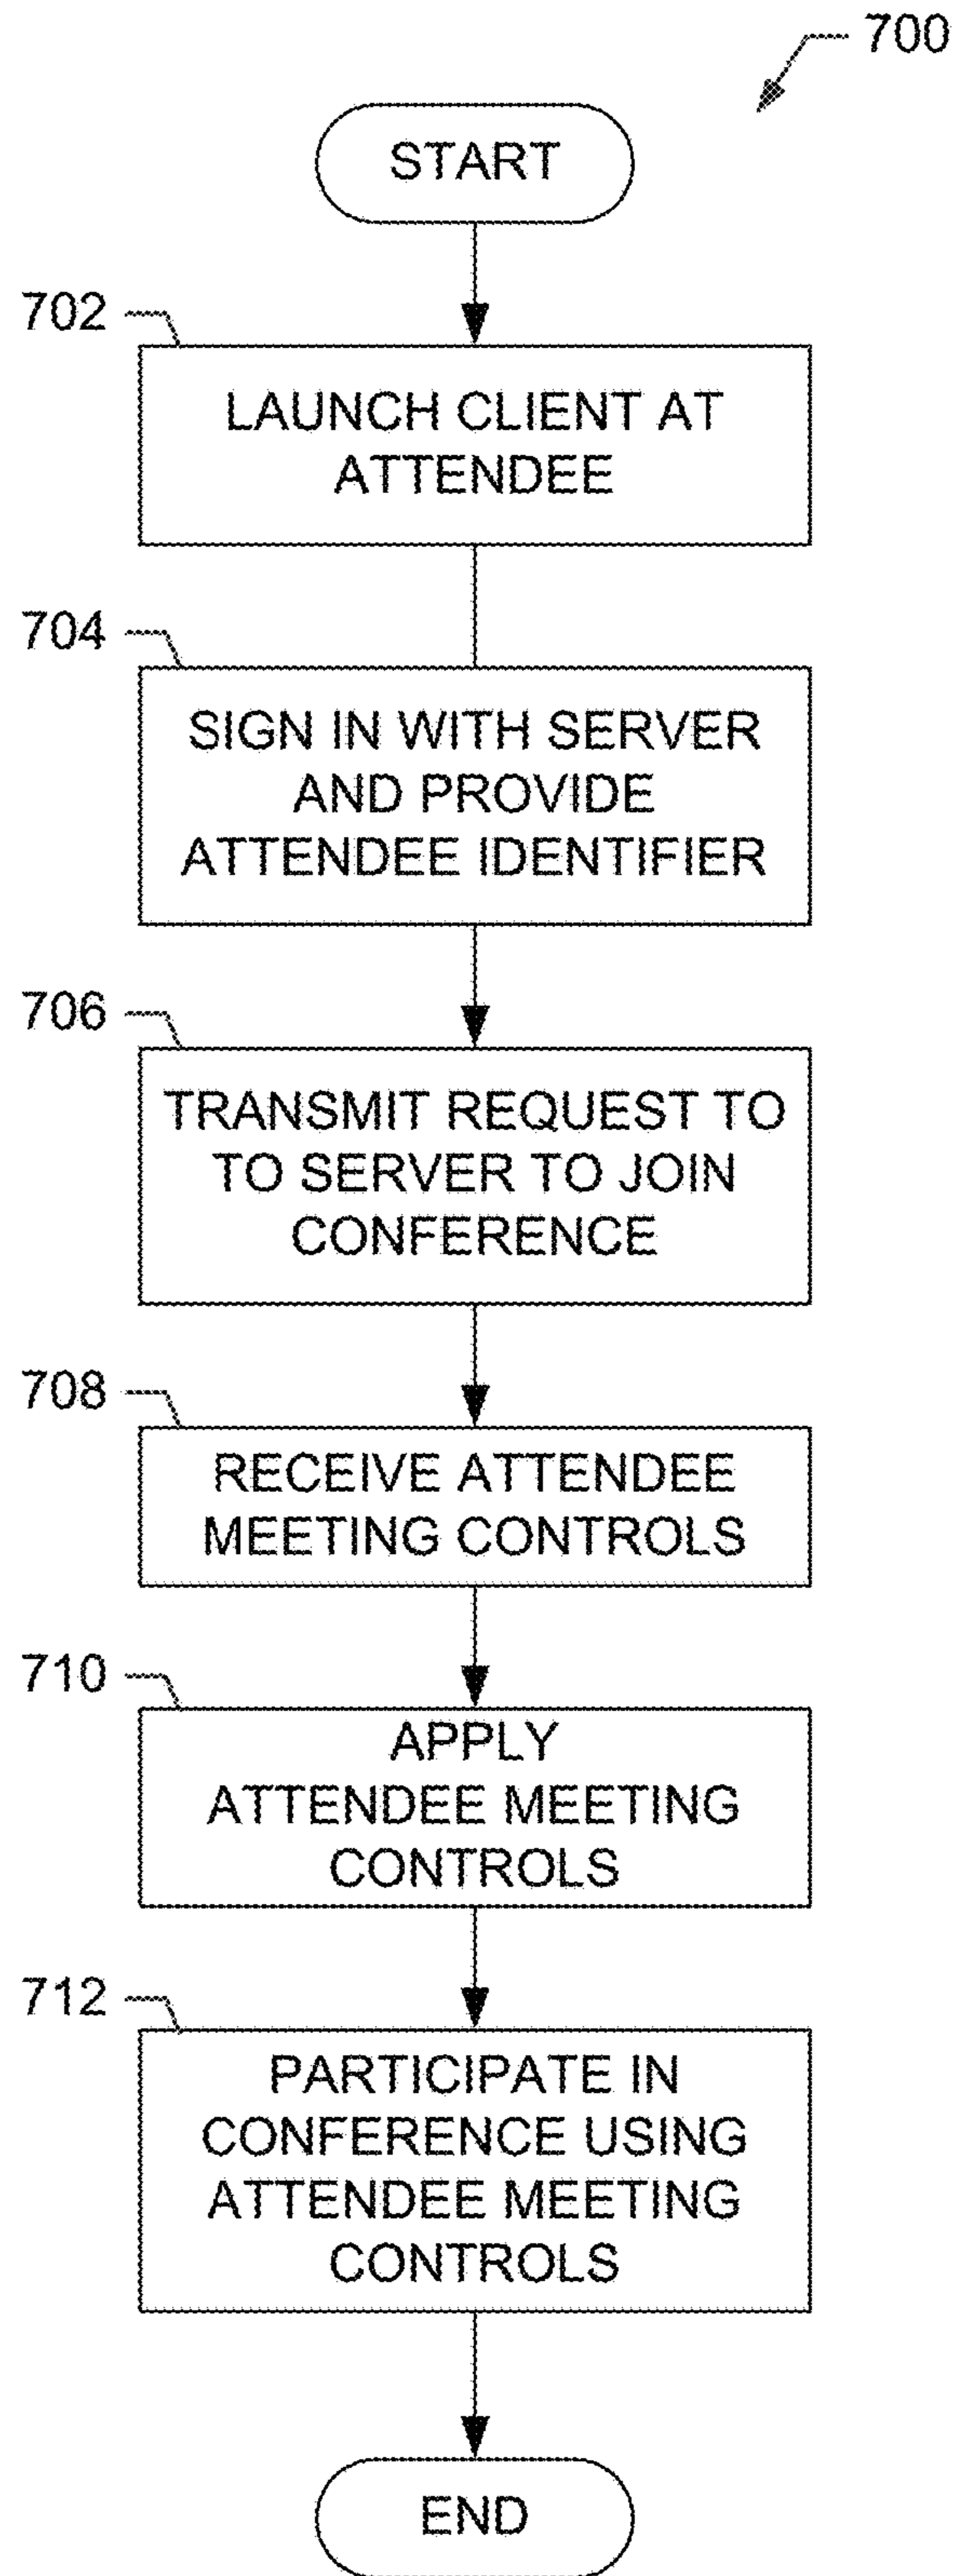 700
START
702
LAUNCH CLIENT AT
ATTENDEE
704
SIGN IN WITH SERVER
AND PROVIDE
ATTENDEE IDENTIFIER
706
TRANSMIT REQUEST TO
TO SERVER TO JOIN
CONFERENCE
708
RECEIVE ATTENDEE
MEETING CONTROLS
710
APPLY
ATTENDEE MEETING
CONTROLS
712
PARTICIPATE IN
CONFERENCE USING
ATTENDEE MEETING
CONTROLS
END